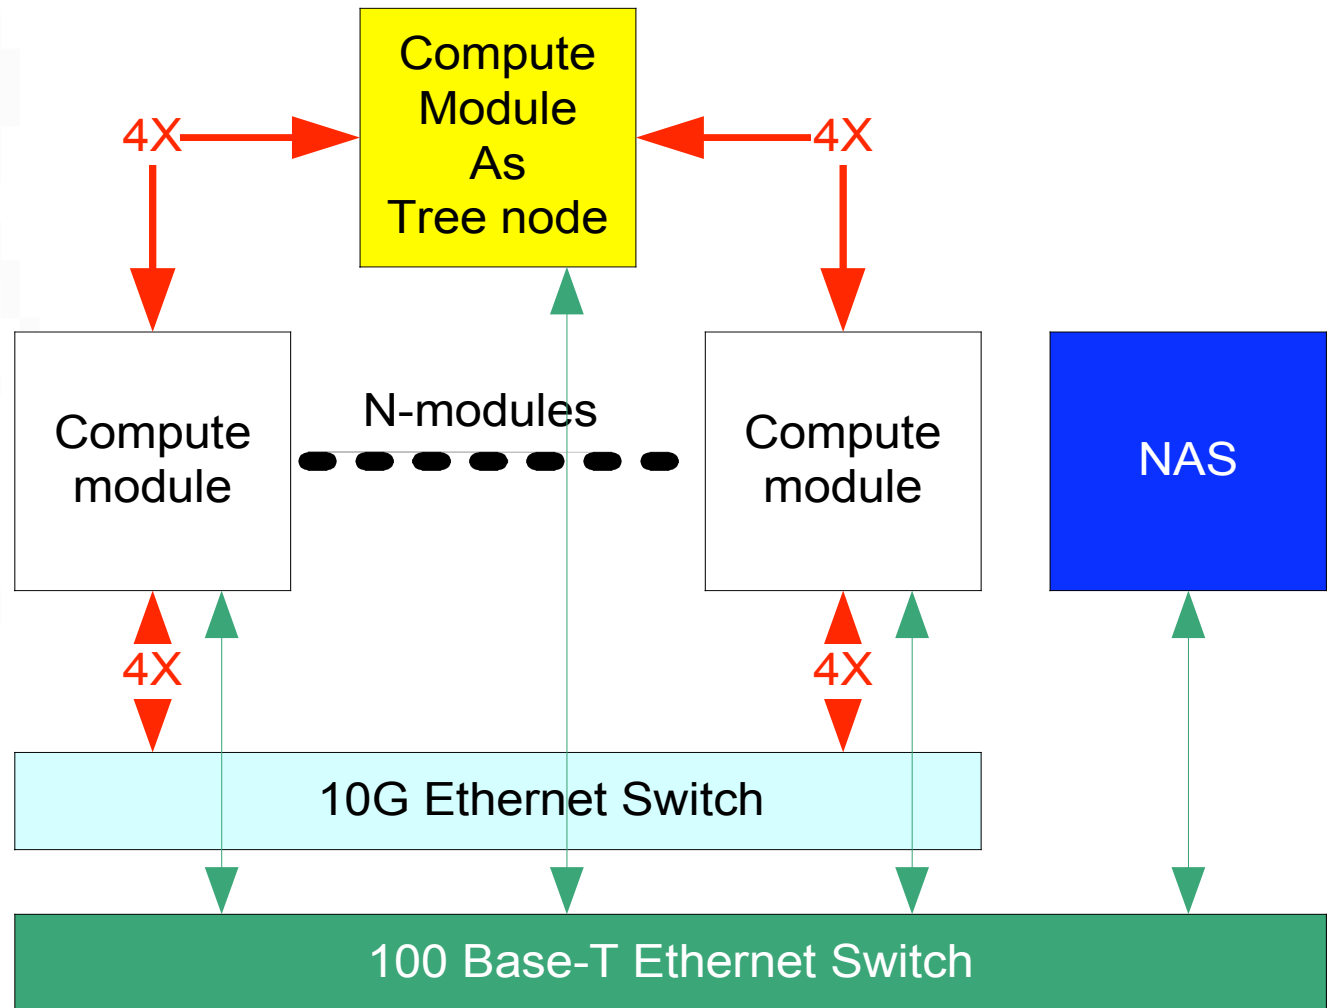 Compute
Module
As
Tree node
4X
4X
Compute
module
N-modules
Compute
module
NAS
4X
4X
10G Ethernet Switch
100 Base-T Ethernet Switch